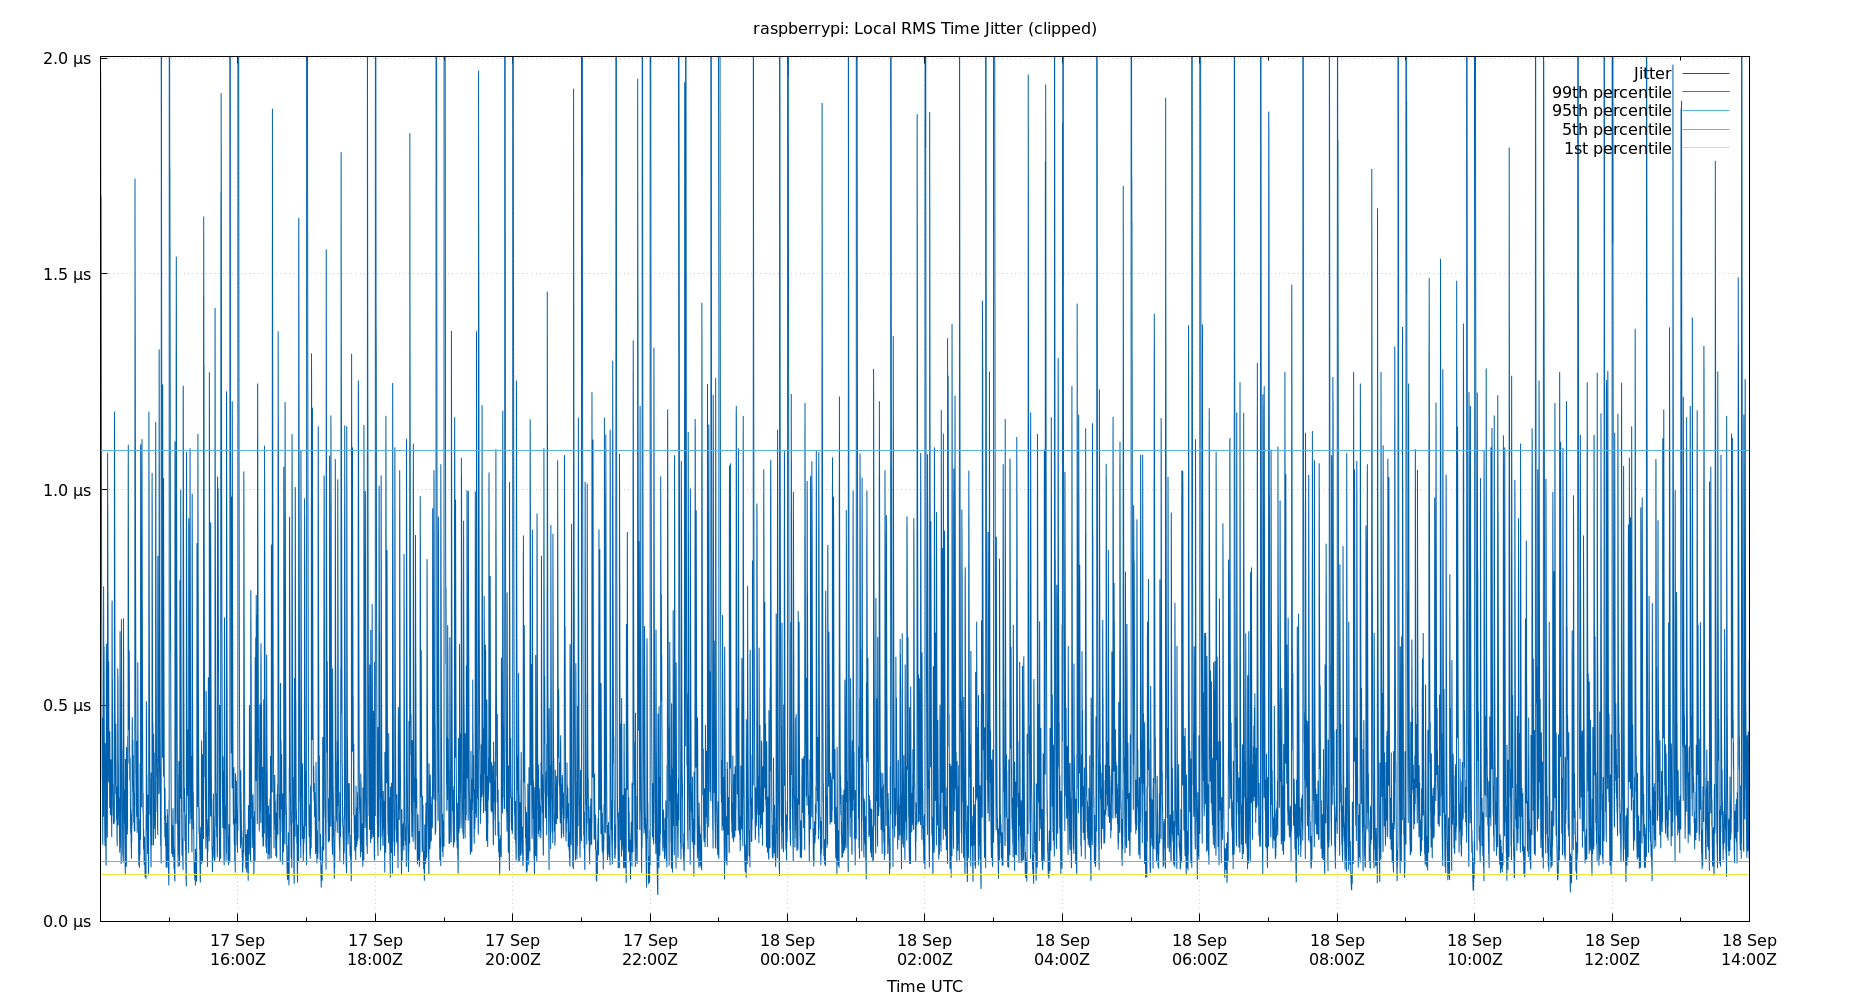 raspberrypi: Local RMS Time Jitter (clipped)
2.0 µs
1.5 µs
1.0 µs
0.5 µs
0.0 µs
Jitter
99th percentile
95th percentile
5th percentile
1st percentile
17 Sep 17 Sep 17 Sep 17 Sep 18 Sep 18 Sep 18 Sep 18 Sep 18 Sep 18 Sep 18 Sep 18 Sep
16:00Z 18:00Z 20:00Z 22:00Z 00:00Z 02:00Z 04:00Z 06:00Z 08:00Z 10:00Z 12:00Z 14:00Z
Time UTC